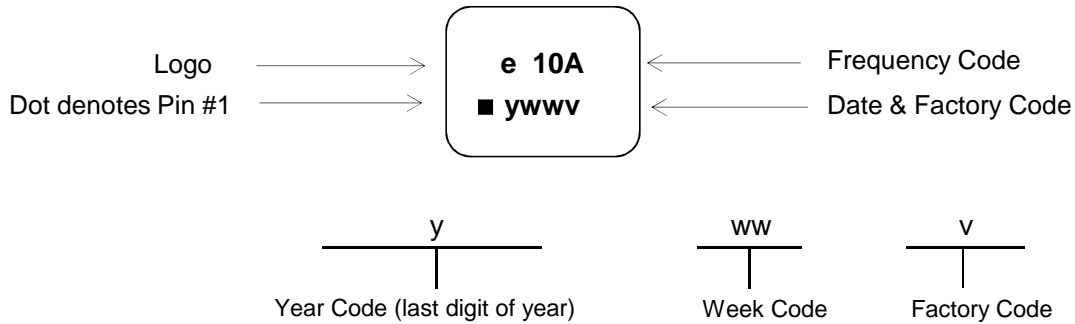 Logo e 10A Frequency Code
Dot denotes Pin #1 ■ ywwv Date & Factory Code
y ww v
Year Code (last digit of year) Week Code Factory Code